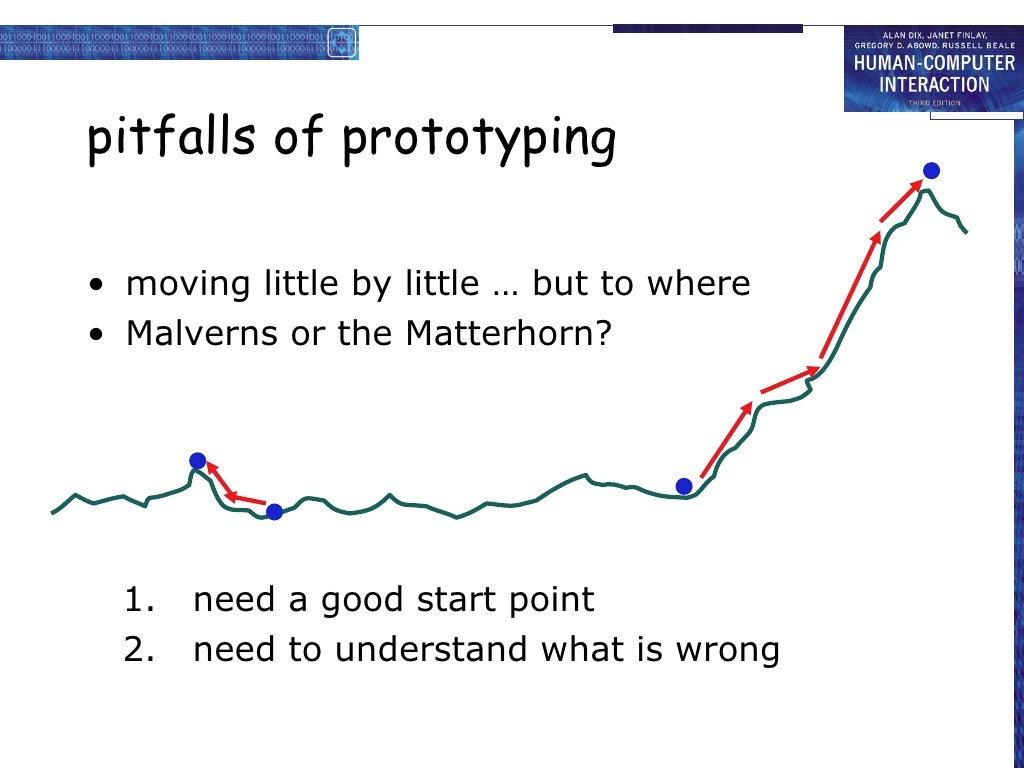 ALAN DIX, JANET FINLAY,
GREGORY D. ABOWD, RUSSELL BEALE
HUMAN-COMPUTER
INTERACTION
THIRD EDITION
pitfalls of prototyping
• moving little by little … but to where
• Malverns or the Matterhorn?
1. need a good start point
2. need to understand what is wrong